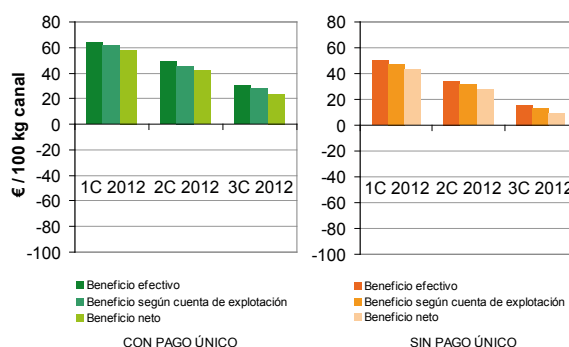 € / 100 kg canal
80
60
40
20
0
-20
-40
-60
-80
-100
1C 2012 2C 2012 3C 2012
Beneficio efectivo
Beneficio según cuenta de explotación
Beneficio neto
CON PAGO ÚNICO
80
60
40
20
0
-20
-40
-60
-80
-100
1C 2012 2C 2012 3C 2012
Beneficio efectivo
Beneficio según cuenta de explotación
Beneficio neto
SIN PAGO ÚNICO